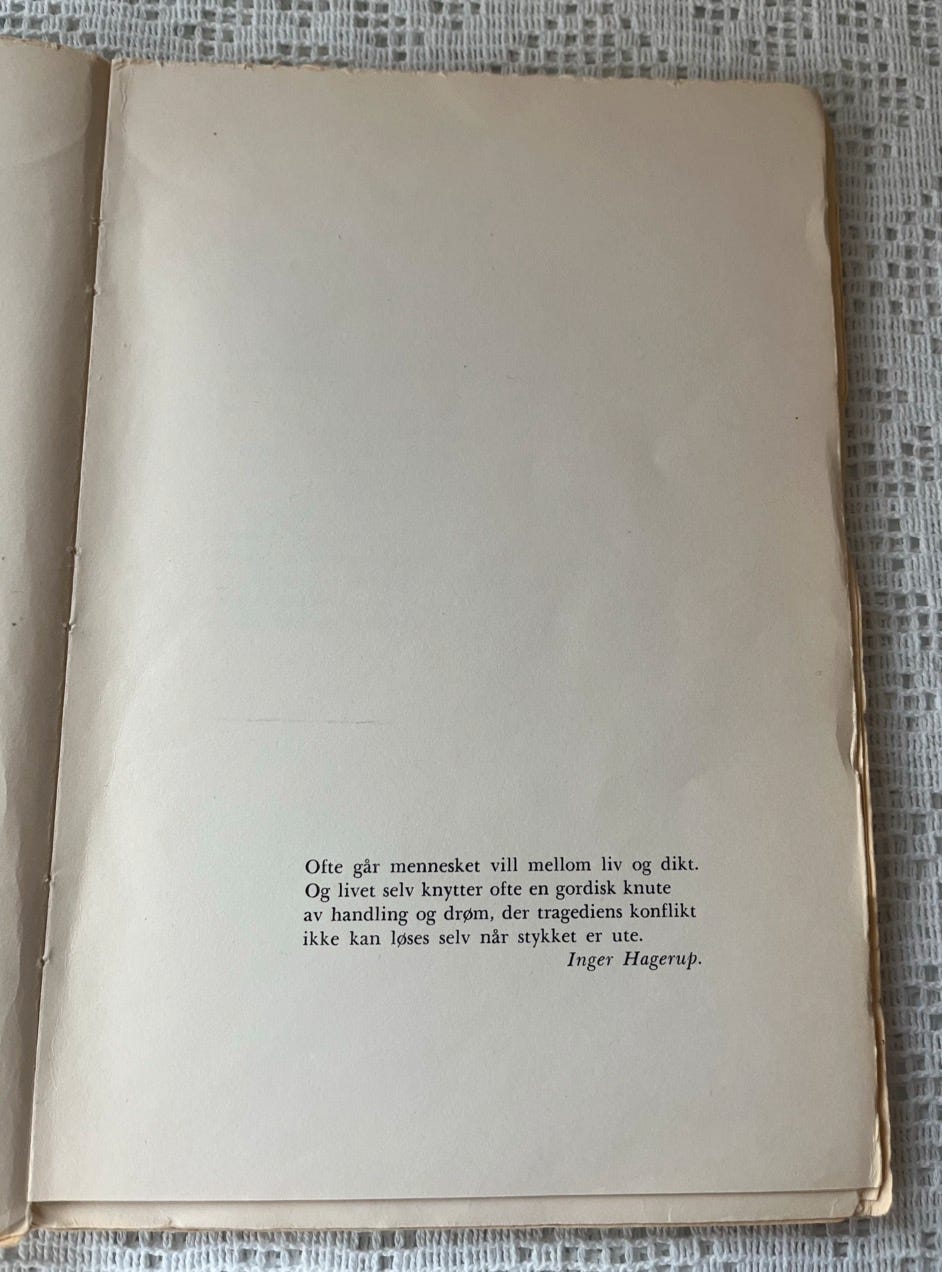 Ofte går mennesket vill mellom liv og dikt.
Og livet selv knytter ofte en gordisk knute
av handling og drøm, der tragediens konflikt
ikke kan løses selv når stykket er ute.
Inger Hagerup.